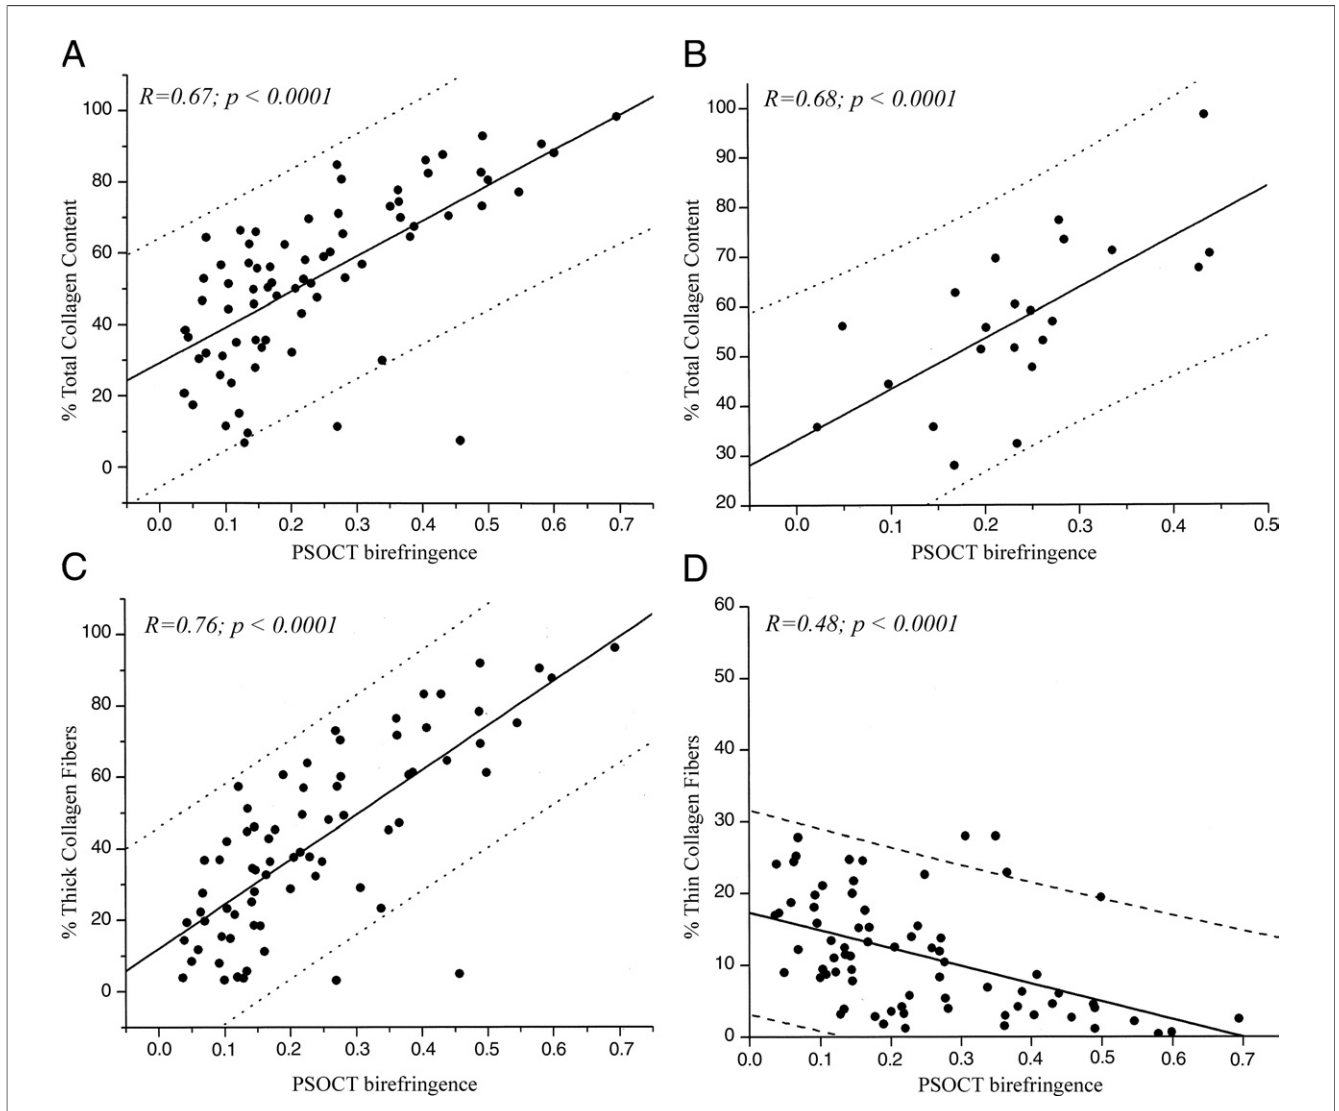 A
R=0.67; p < 0.0001
% Total Collagen Content
100
80
60
40
20
0
0.0 0.1 0.2 0.3 0.4 0.5 0.6 0.7
PSOCT birefringence
B
R=0.68; p < 0.0001
% Total Collagen Content
100
90
80
70
60
50
40
30
20
0.0 0.1 0.2 0.3 0.4 0.5
PSOCT birefringence
C
R=0.76; p < 0.0001
% Thick Collagen Fibers
100
80
60
40
20
0
0.0 0.1 0.2 0.3 0.4 0.5 0.6 0.7
PSOCT birefringence
D
R=0.48; p < 0.0001
% Thin Collagen Fibers
60
50
40
30
20
10
0
0.0 0.1 0.2 0.3 0.4 0.5 0.6 0.7
PSOCT birefringence